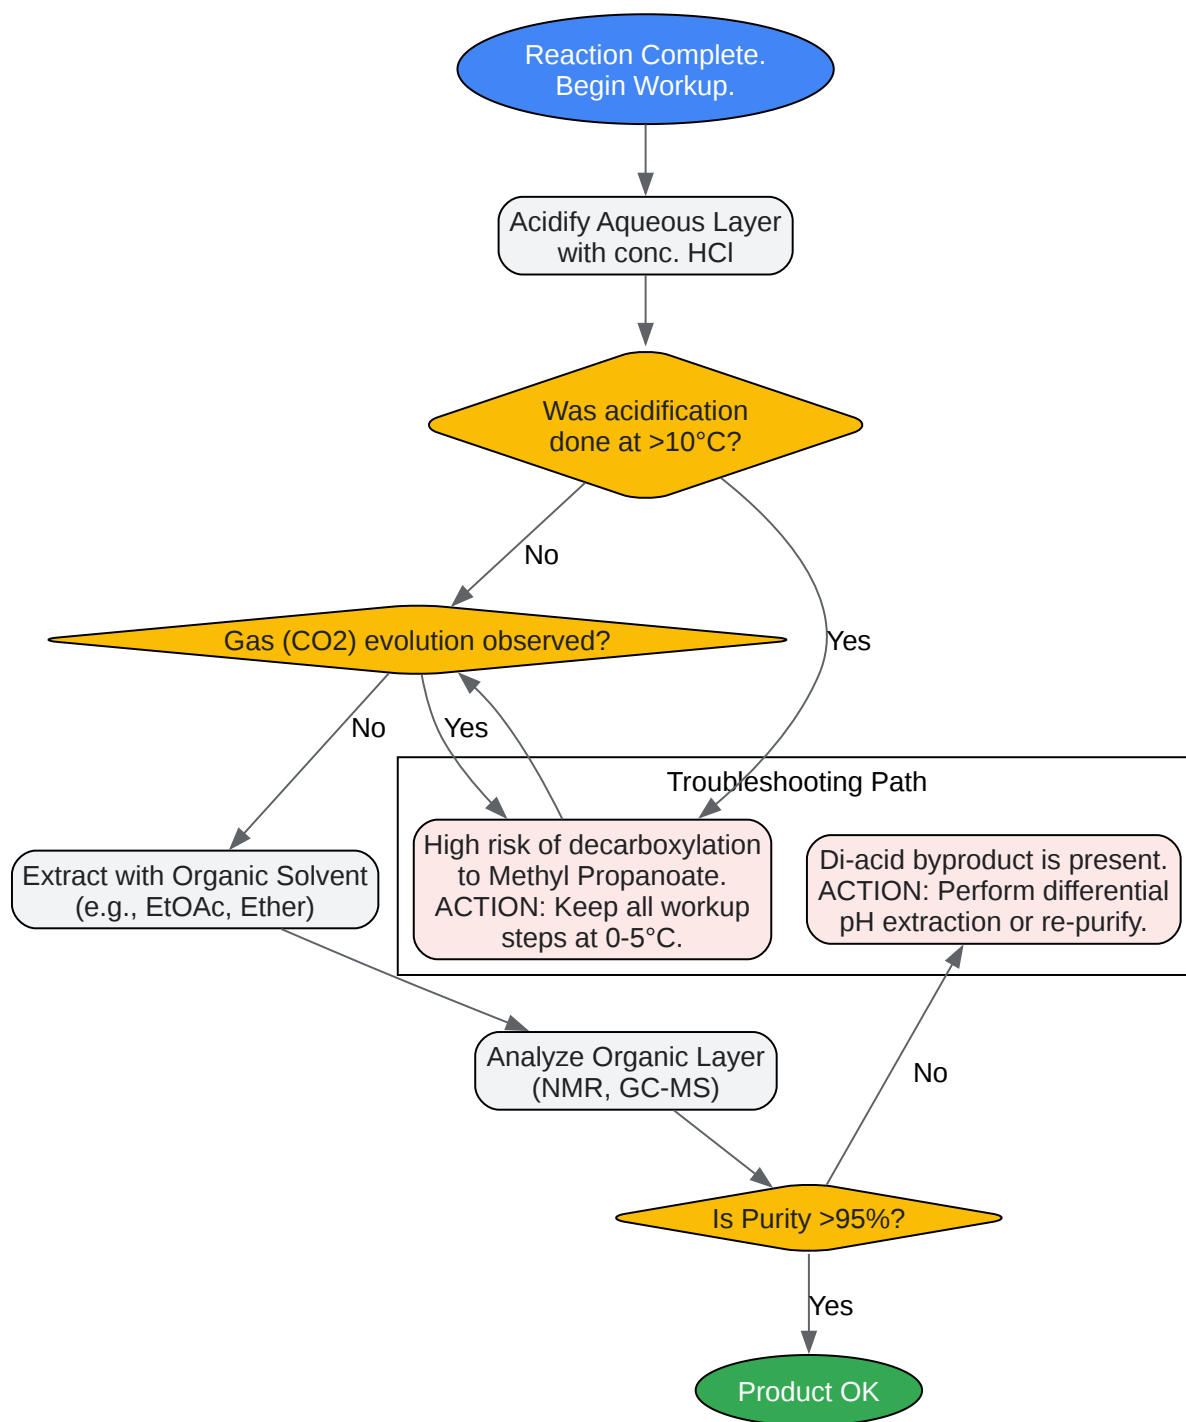 Reaction Complete.
Begin Workup.
Acidify Aqueous Layer
with conc. HCl
Was acidification
done at >10°C?
No
Yes
Gas (CO2) evolution observed?
No
Yes
Troubleshooting Path
High risk of decarboxylation
to Methyl Propanoate.
ACTION: Keep all workup
steps at 0-5°C.
Di-acid byproduct is present.
ACTION: Perform differential
pH extraction or re-purify.
Extract with Organic Solvent
(e.g., EtOAc, Ether)
Analyze Organic Layer
(NMR, GC-MS)
No
Is Purity >95%?
Yes
Product OK